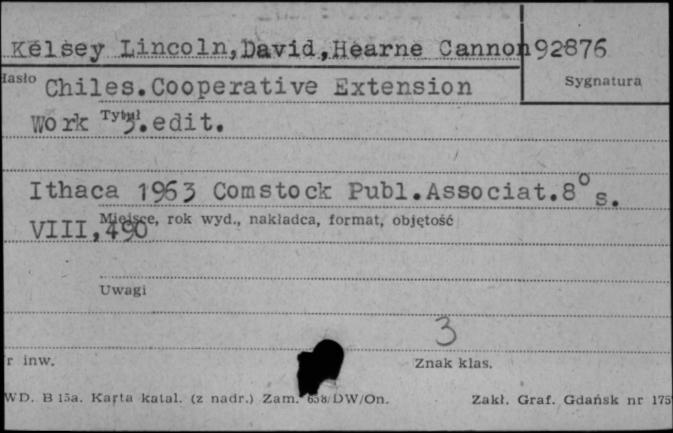 Kelsey Lincoln,David,Hearne Cannon 92876
Hasło Chiles.Cooperative Extension Sygnatura
Work Tytuł 3.edit.
Ithaca 1963 Comstock Publ.Associat.8° s.
Miejsce, rok wyd., nakładca, format, objętość
VIII,490
Uwagi
3
r inw. Znak klas.
WD. B 15a. Karta katal. (z nadr.) Zam. 658/DW/On. Zakł. Graf. Gdańsk nr 175